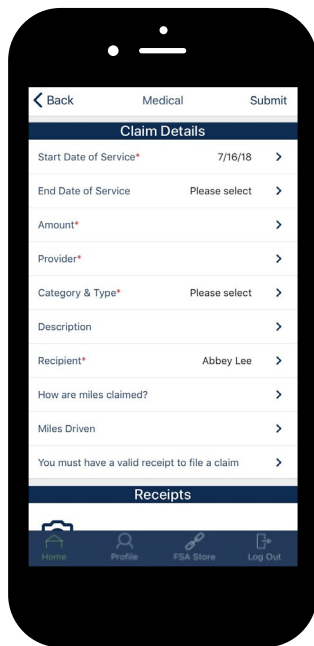 Back Medical Submit
Claim Details
Start Date of Service* 7/16/18
End Date of Service Please select
Amount*
Provider*
Category & Type* Please select
Description
Recipient* Abbey Lee
How are miles claimed?
Miles Driven
You must have a valid receipt to file a claim
Receipts
Home Profile FSA Store Log Out